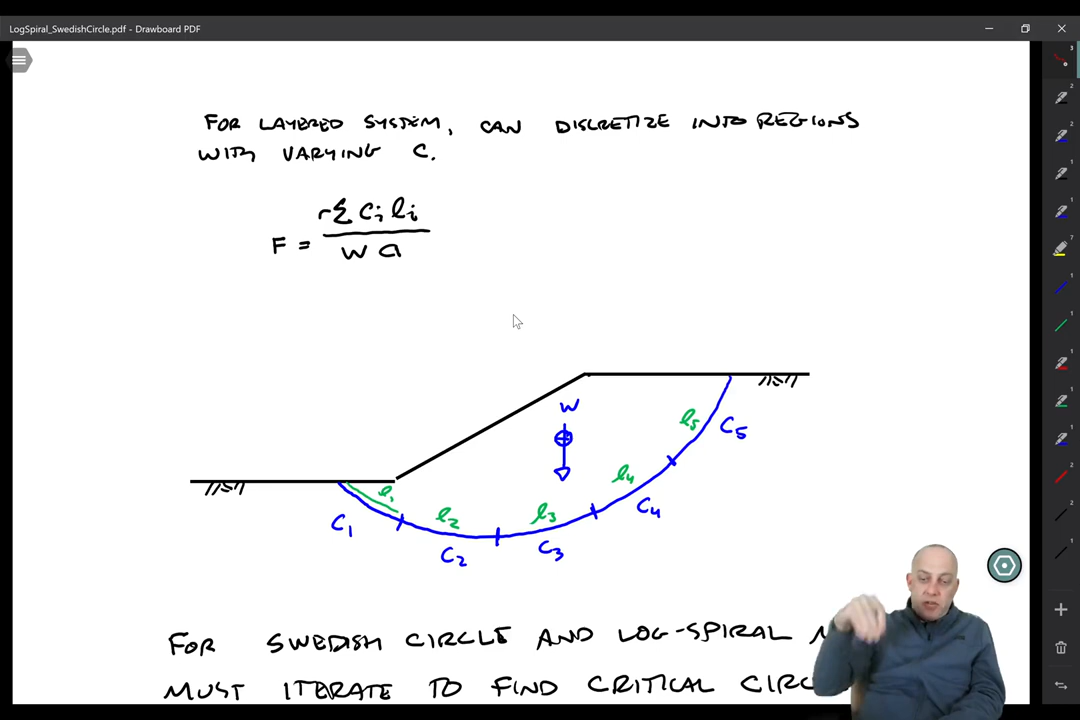 LogSpiral_SwedishCircle.pdf - Drawboard PDF
FOR LAYERED SYSTEM, CAN DISCRETIZE INTO REGIONS
WITH VARYING C.
F = r Σ Ci li / W a
W
l1
l2
l3
l4
l5
C1
C2
C3
C4
C5
FOR SWEDISH CIRCLE AND LOG-SPIRAL
MUST ITERATE TO FIND CRITICAL